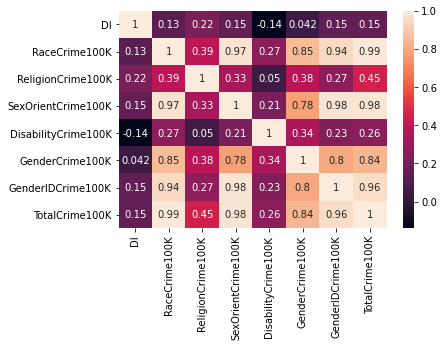 DI 1 0.13 0.22 0.15 -0.14 0.042 0.15 0.15
RaceCrime100K 0.13 1 0.39 0.97 0.27 0.85 0.94 0.99
ReligionCrime100K 0.22 0.39 1 0.33 0.05 0.38 0.27 0.45
SexOrientCrime100K 0.15 0.97 0.33 1 0.21 0.78 0.98 0.98
DisabilityCrime100K -0.14 0.27 0.05 0.21 1 0.34 0.23 0.26
GenderCrime100K 0.042 0.85 0.38 0.78 0.34 1 0.8 0.84
GenderIDCrime100K 0.15 0.94 0.27 0.98 0.23 0.8 1 0.96
TotalCrime100K 0.15 0.99 0.45 0.98 0.26 0.84 0.96 1
DI
RaceCrime100K
ReligionCrime100K
SexOrientCrime100K
DisabilityCrime100K
GenderCrime100K
GenderIDCrime100K
TotalCrime100K
1.0
0.8
0.6
0.4
0.2
0.0